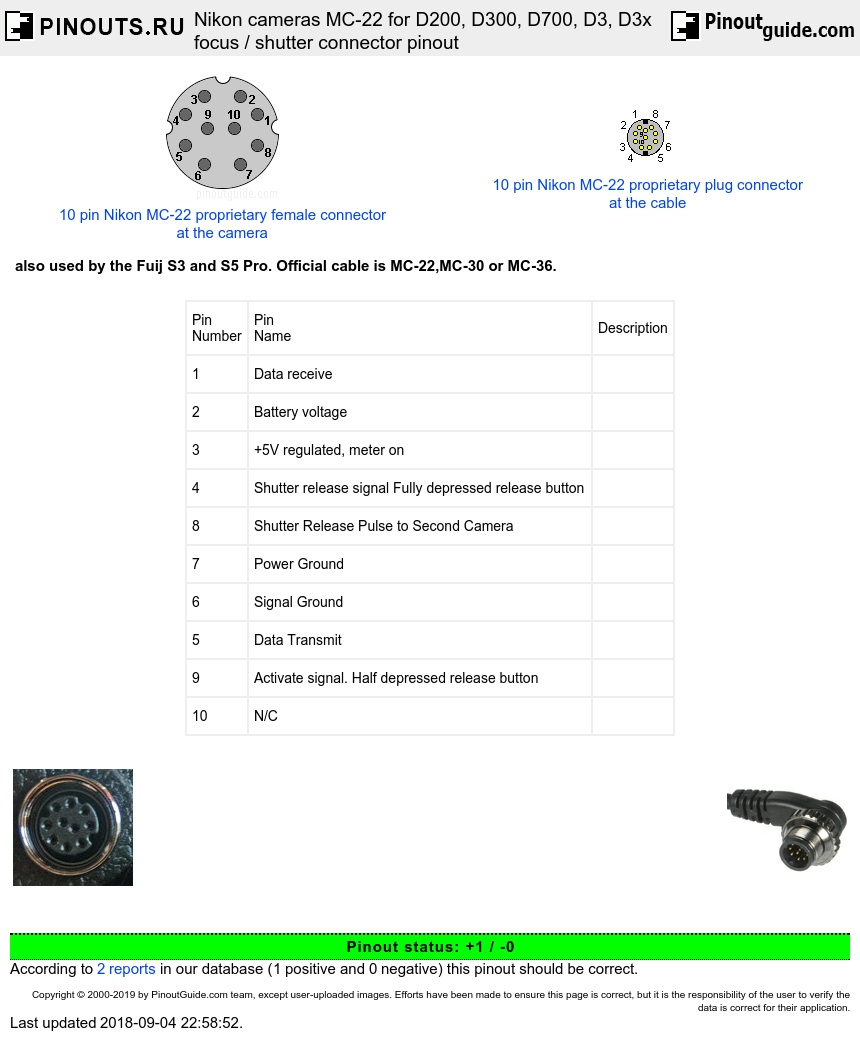 PINOUTS.RU
Nikon cameras MC-22 for D200, D300, D700, D3, D3x
focus / shutter connector pinout
Pinout
guide.com
3 2
4 9 10 1
5 8
6 7
pinoutguide.com
10 pin Nikon MC-22 proprietary female connector
at the camera
1 8
2 7
3 6
4 5
10 pin Nikon MC-22 proprietary plug connector
at the cable
also used by the Fuij S3 and S5 Pro. Official cable is MC-22,MC-30 or MC-36.
Pin Number Pin Name Description
1 Data receive
2 Battery voltage
3 +5V regulated, meter on
4 Shutter release signal Fully depressed release button
8 Shutter Release Pulse to Second Camera
7 Power Ground
6 Signal Ground
5 Data Transmit
9 Activate signal. Half depressed release button
10 N/C
Pinout status: +1 / -0
According to 2 reports in our database (1 positive and 0 negative) this pinout should be correct.
Copyright © 2000-2019 by PinoutGuide.com team, except user-uploaded images. Efforts have been made to ensure this page is correct, but it is the responsibility of the user to verify the
data is correct for their application.
Last updated 2018-09-04 22:58:52.